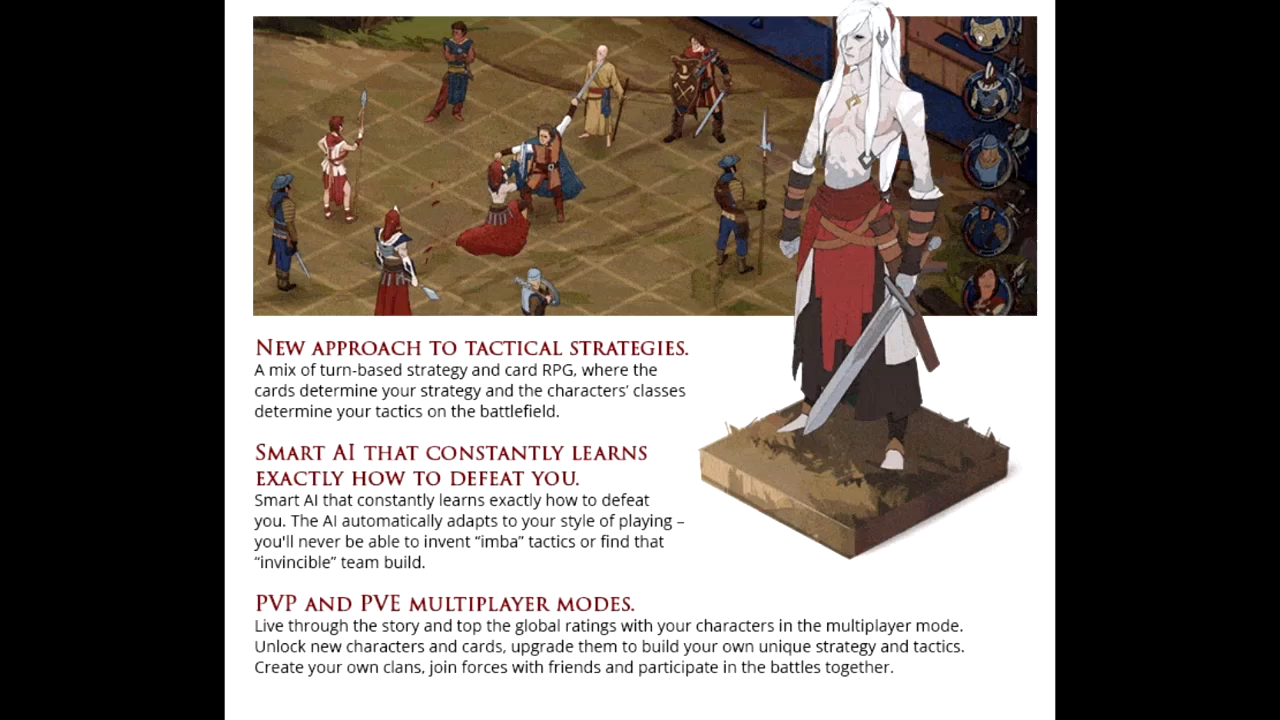 New approach to tactical strategies.
A mix of turn-based strategy and card RPG, where the
cards determine your strategy and the characters' classes
determine your tactics on the battlefield.
Smart AI that constantly learns
exactly how to defeat you.
Smart AI that constantly learns exactly how to defeat
you. The AI automatically adapts to your style of playing –
you'll never be able to invent “imba” tactics or find that
“invincible” team build.
PVP and PVE multiplayer modes.
Live through the story and top the global ratings with your characters in the multiplayer mode.
Unlock new characters and cards, upgrade them to build your own unique strategy and tactics.
Create your own clans, join forces with friends and participate in the battles together.